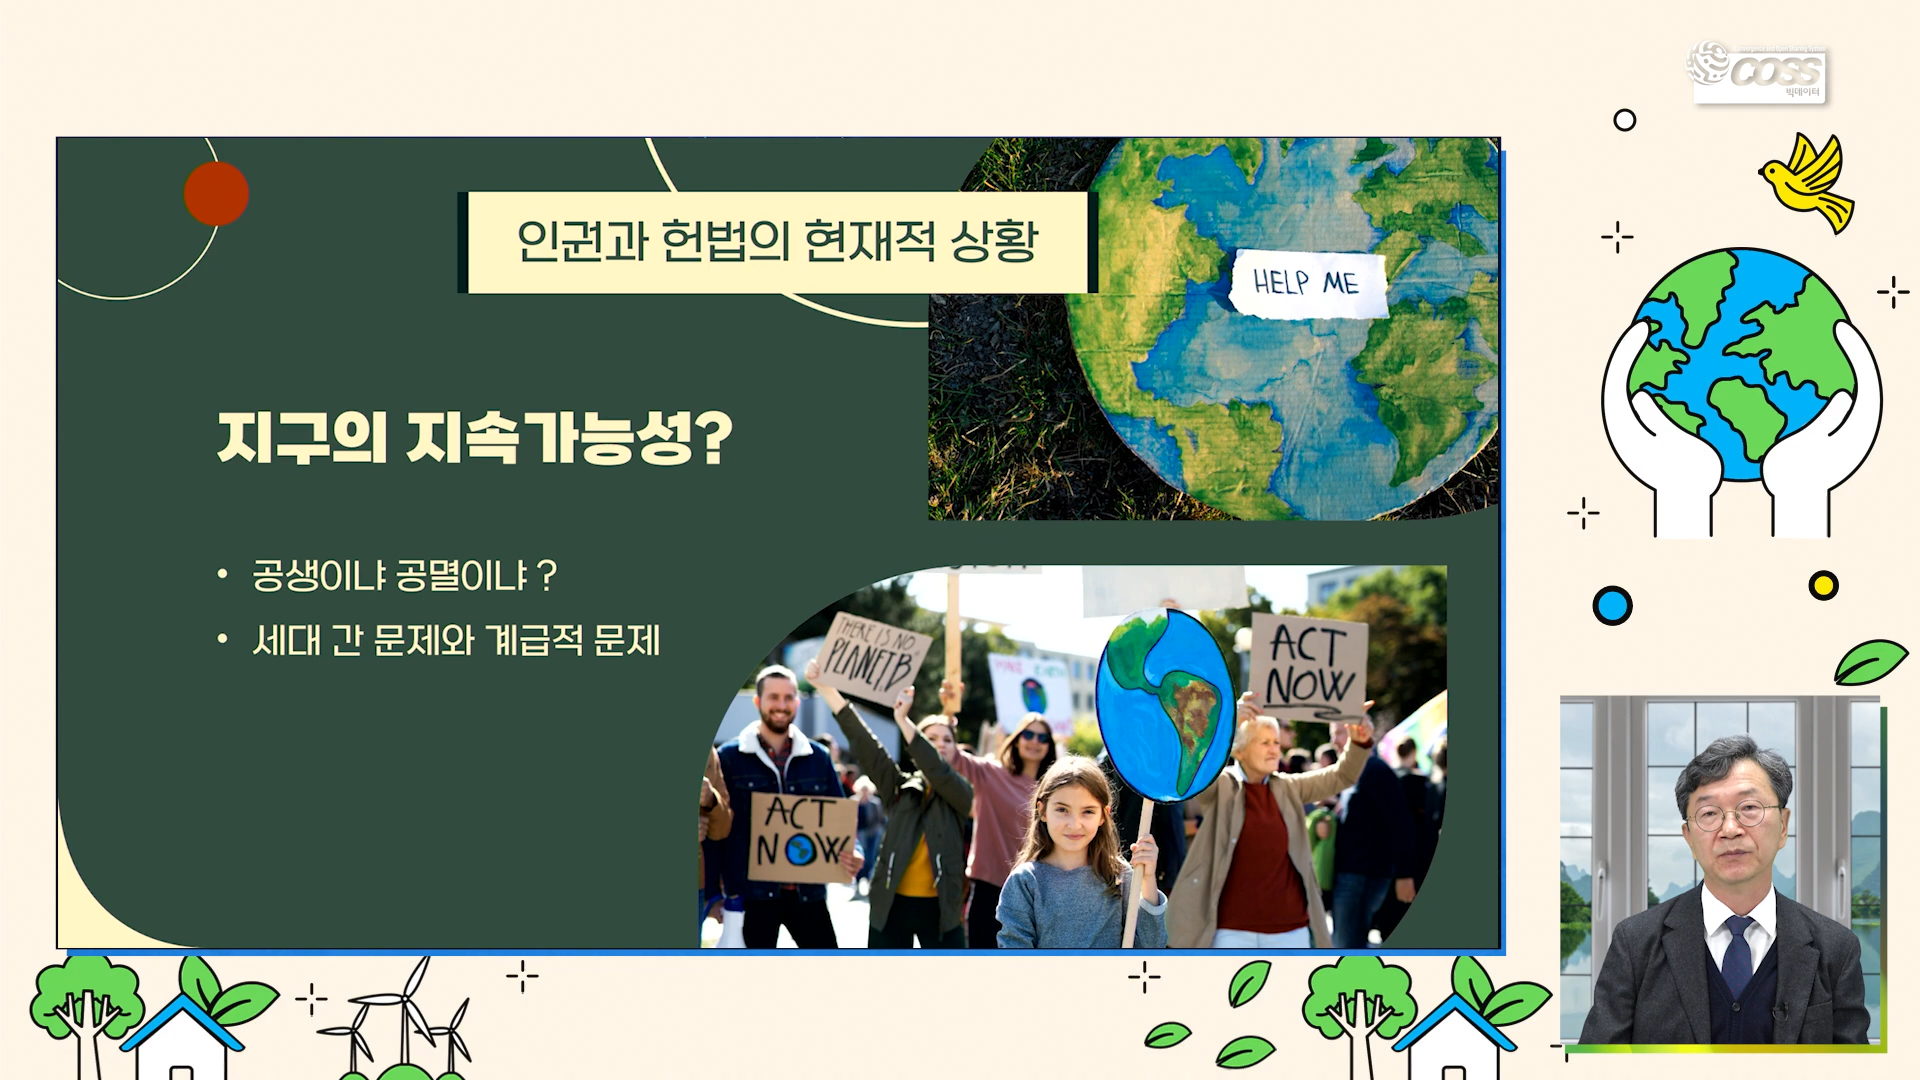 COSS
빅데이터
인권과 헌법의 현재적 상황
HELP ME
지구의 지속가능성?
• 공생이냐 공멸이냐 ?
• 세대 간 문제와 계급적 문제
THERE IS NO
PLANET B
ACT
NOW
ACT
NOW